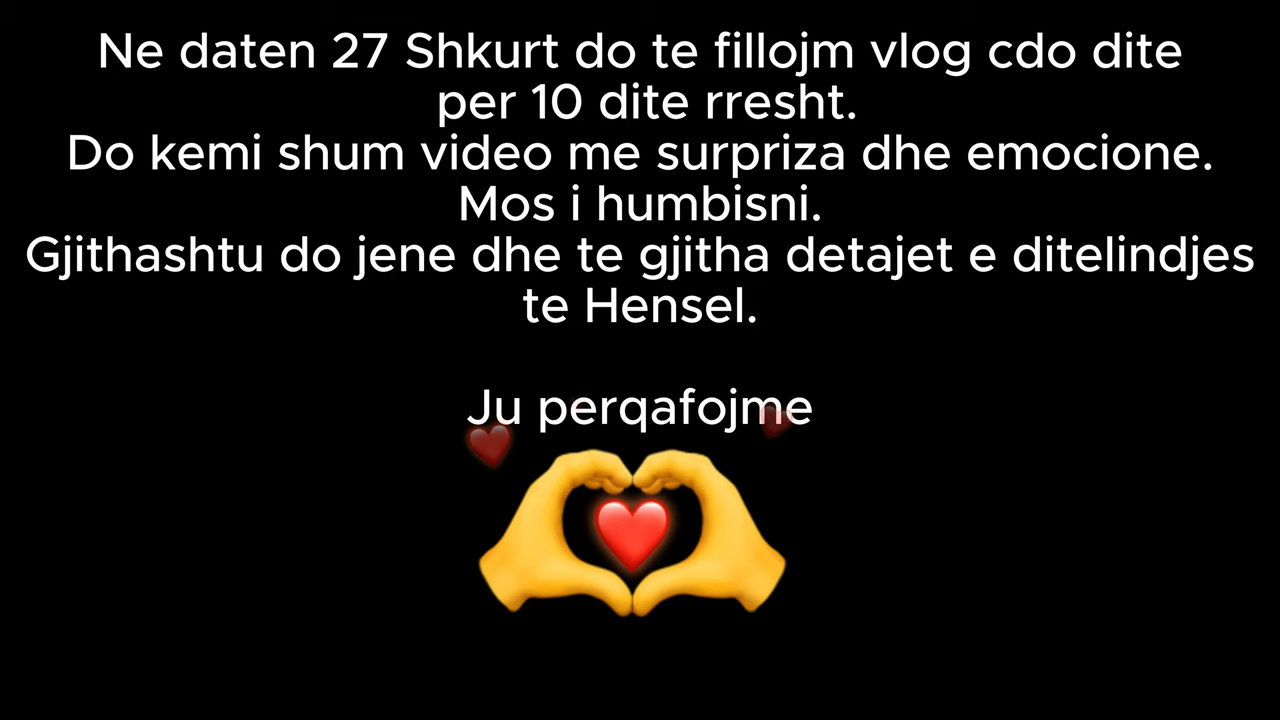 Ne daten 27 Shkurt do te fillojm vlog cdo dite
per 10 dite rresht.
Do kemi shum video me surpriza dhe emocione.
Mos i humbisni.
Gjithashtu do jene dhe te gjitha detajet e ditelindjes
te Hensel.
Ju perqafojme